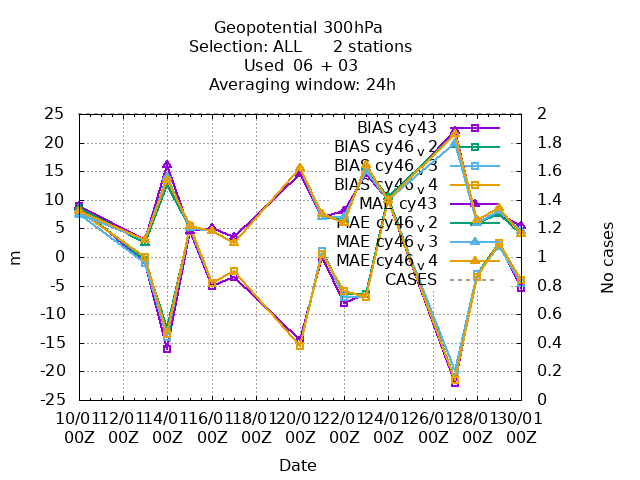 Geopotential 300hPa
Selection: ALL 2 stations
Used 06 + 03
Averaging window: 24h
25 2
20 1.8
15 1.6
10 1.4
5 1.2
0 1
-5 0.8
-10 0.6
-15 0.4
-20 0.2
-25 0
m
No cases
BIAS cy43
BIAS cy46_v2
BIAS cy46_v3
BIAS cy46_v4
MAE cy43
MAE cy46_v2
MAE cy46_v3
MAE cy46_v4
CASES
10/01 12/01 14/01 16/01 18/01 20/01 22/01 24/01 26/01 28/01 30/01
00Z 00Z 00Z 00Z 00Z 00Z 00Z 00Z 00Z 00Z 00Z
Date